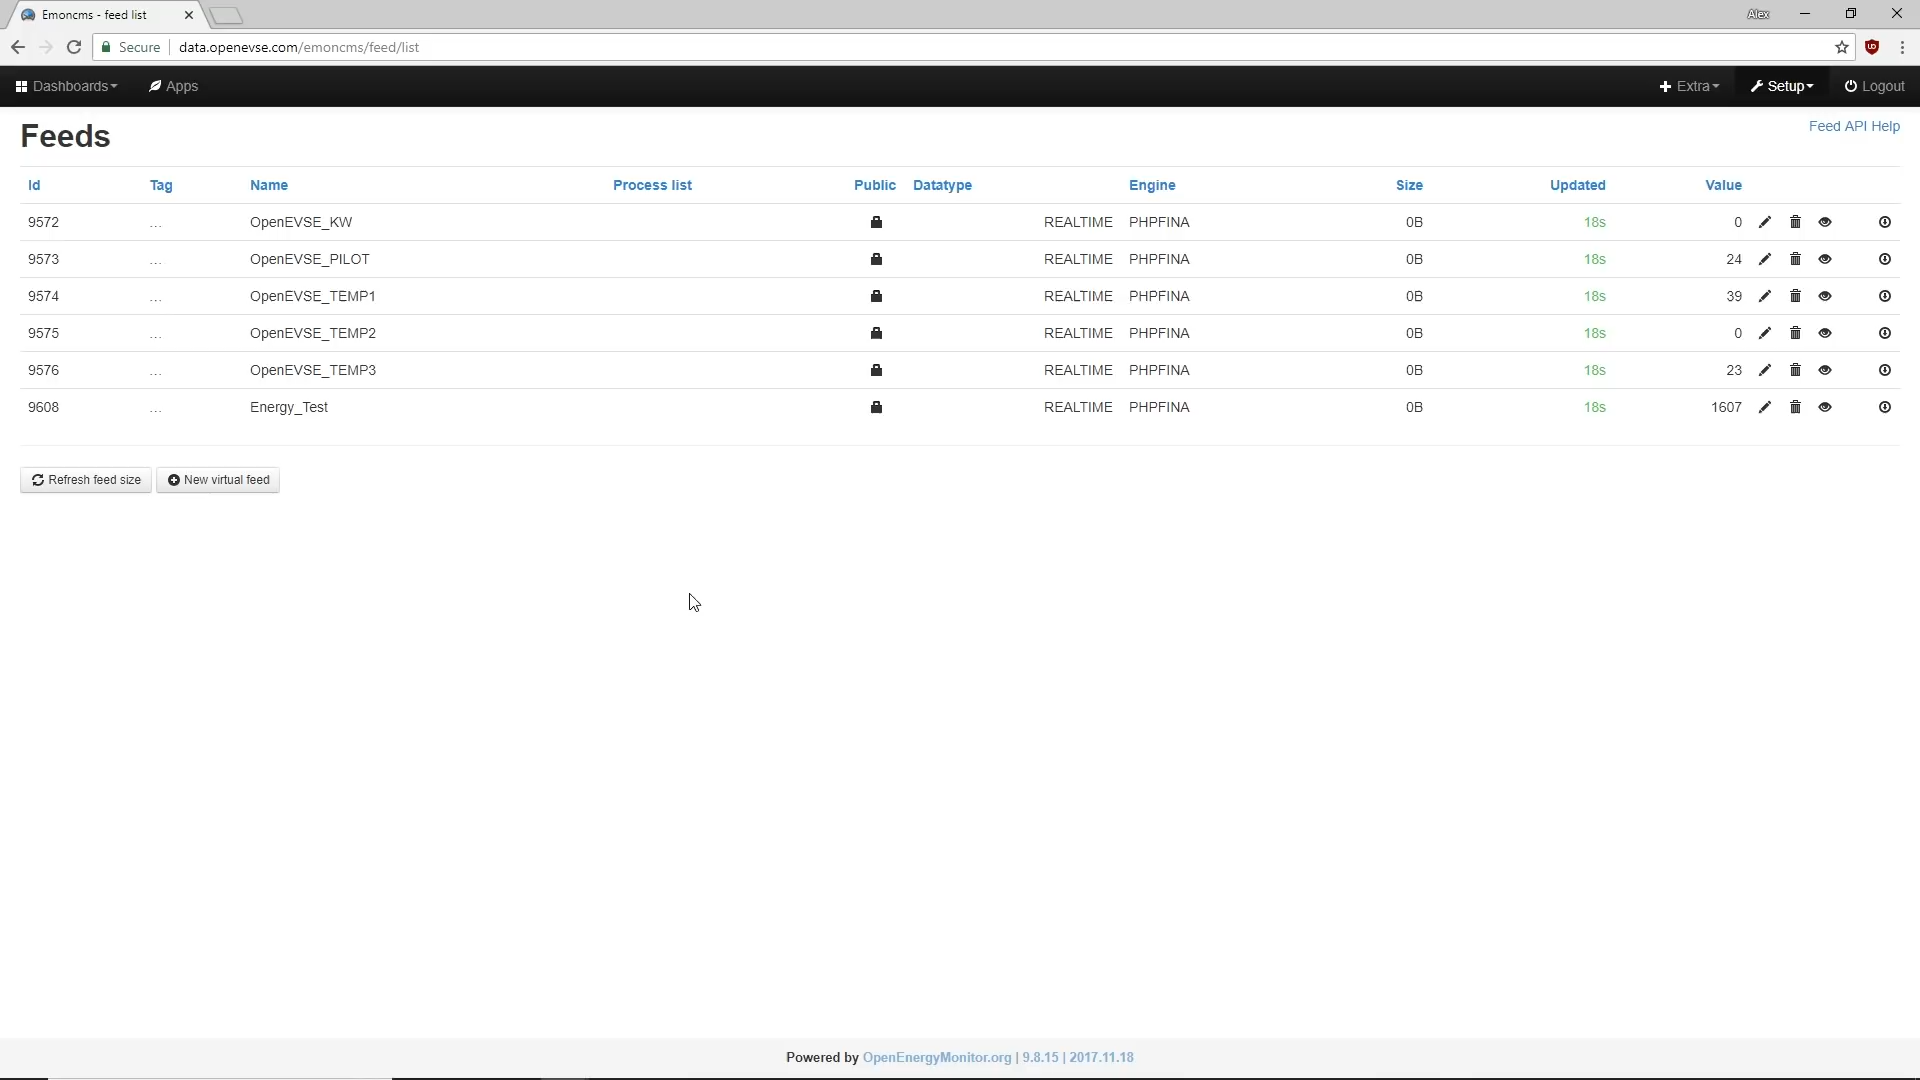 Emoncms - feed list
Alex
Secure data.openevse.com/emoncms/feed/list
Dashboards Apps Extra Setup Logout
Feeds
Feed API Help
Id Tag Name Process list Public Datatype Engine Size Updated Value
9572 ... OpenEVSE_KW REALTIME PHPFINA 0B 18s 0
9573 ... OpenEVSE_PILOT REALTIME PHPFINA 0B 18s 24
9574 ... OpenEVSE_TEMP1 REALTIME PHPFINA 0B 18s 39
9575 ... OpenEVSE_TEMP2 REALTIME PHPFINA 0B 18s 0
9576 ... OpenEVSE_TEMP3 REALTIME PHPFINA 0B 18s 23
9608 ... Energy_Test REALTIME PHPFINA 0B 18s 1607
Refresh feed size New virtual feed
Powered by OpenEnergyMonitor.org | 9.8.15 | 2017.11.18